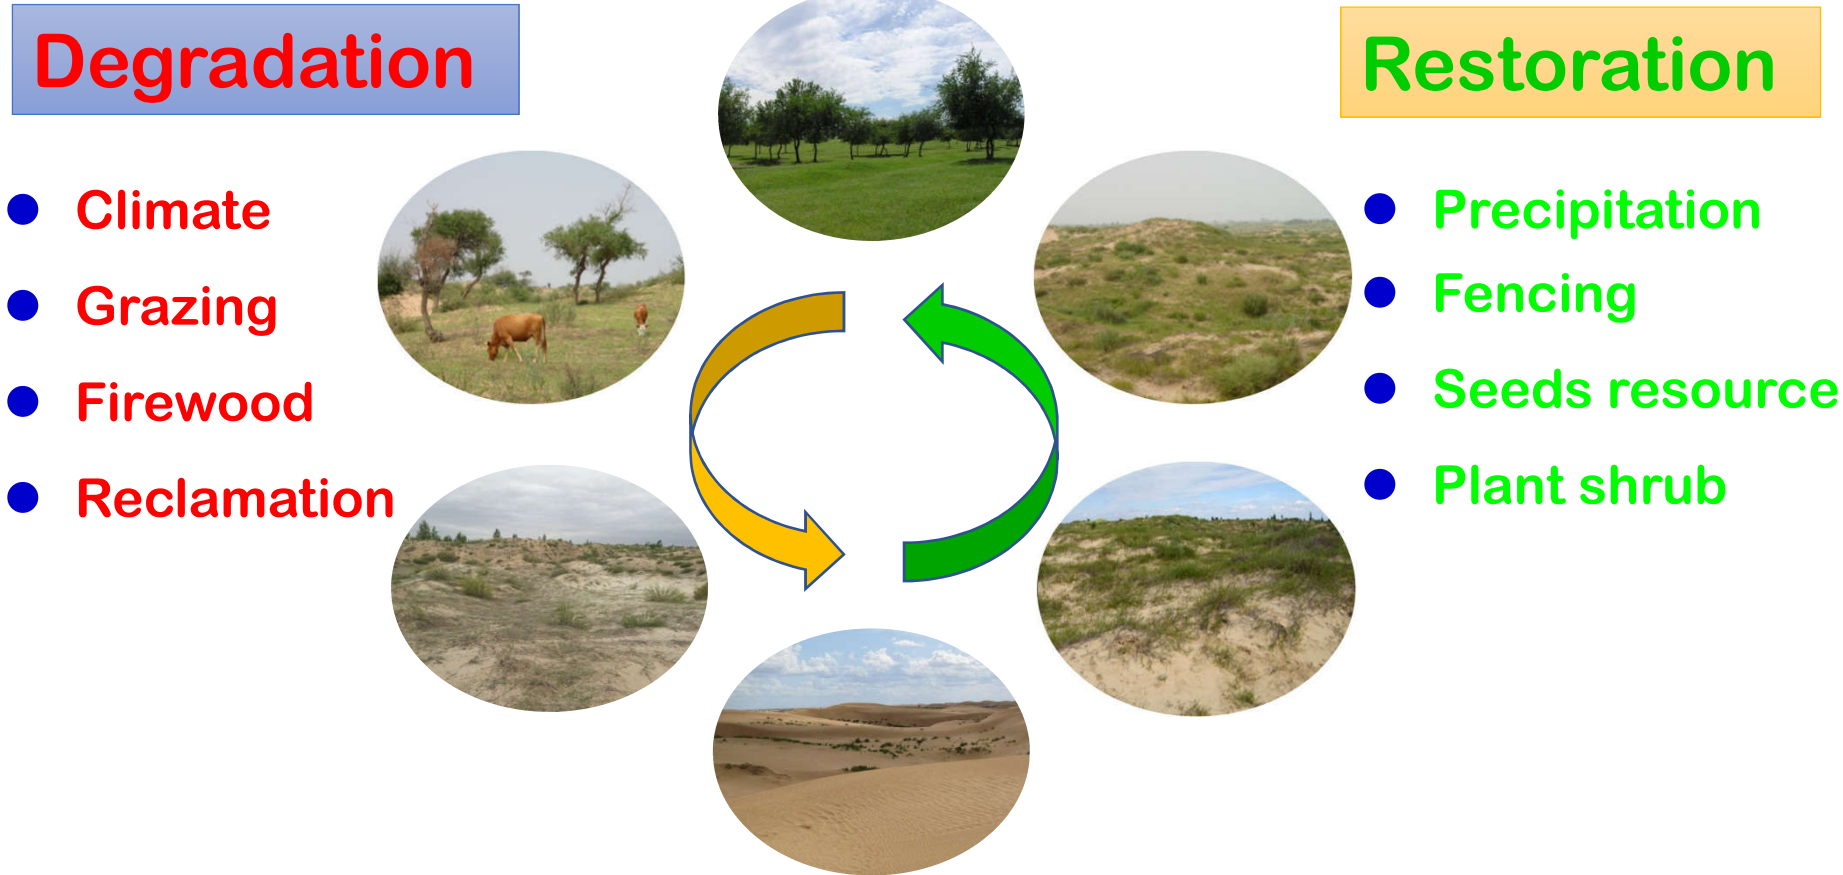 Degradation
Climate
Grazing
Firewood
Reclamation
Restoration
Precipitation
Fencing
Seeds resource
Plant shrub